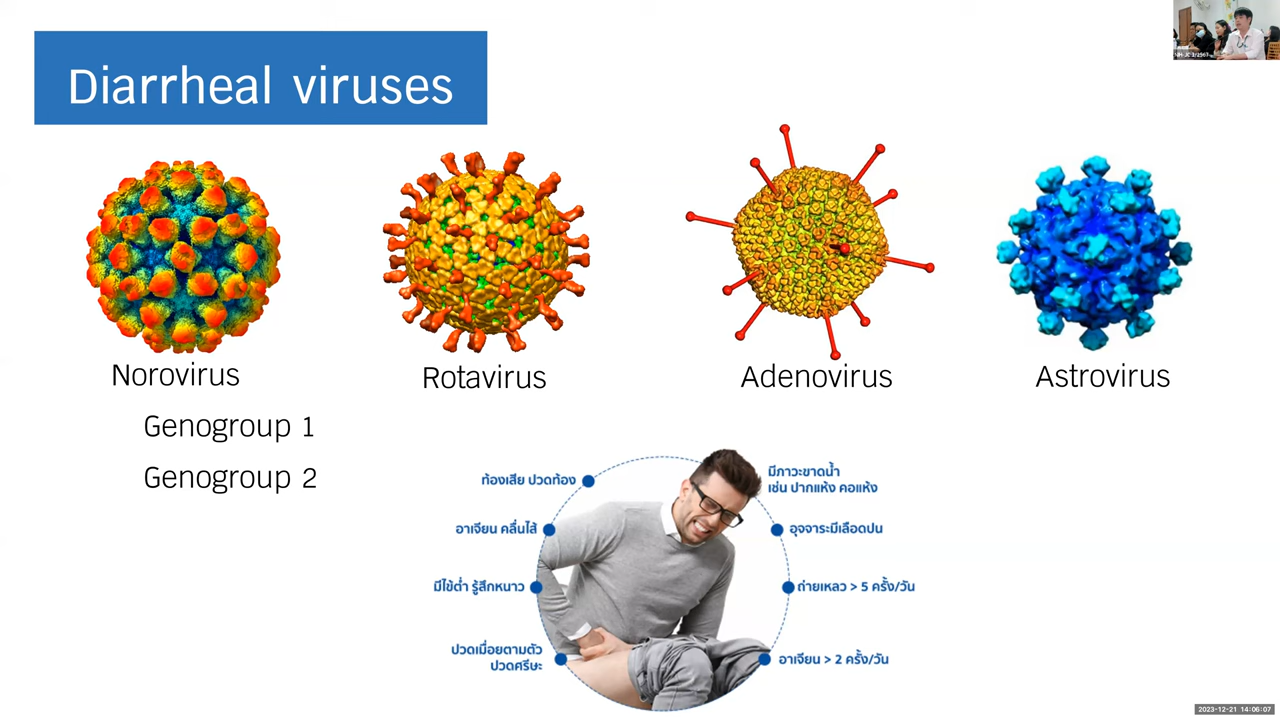 Diarrheal viruses
Norovirus
Rotavirus
Adenovirus
Astrovirus
Genogroup 1
Genogroup 2
ท้องเสีย ปวดท้อง
อาเจียน คลื่นไส้
มีไข้ต่ำ รู้สึกหนาว
ปวดเมื่อยตามตัว
ปวดศรีษะ
มีภาวะขาดน้ำ
เช่น ปากแห้ง คอแห้ง
อุจจาระมีเลือดปน
ถ่ายเหลว > 5 ครั้ง/วัน
อาเจียน > 2 ครั้ง/วัน
2023-12-21 14:06:07